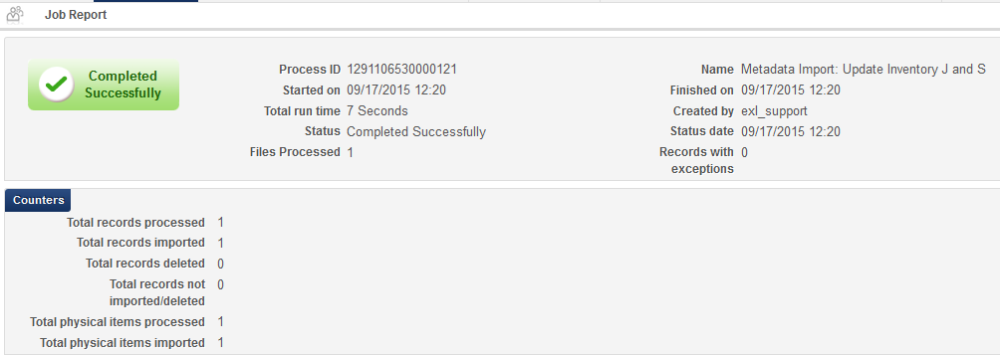 Job Report
Completed
Successfully
Process ID 1291106530000121
Name Metadata Import: Update Inventory J and S
Started on 09/17/2015 12:20
Finished on 09/17/2015 12:20
Total run time 7 Seconds
Created by exl_support
Status Completed Successfully
Status date 09/17/2015 12:20
Files Processed 1
Records with 0
exceptions
Counters
Total records processed 1
Total records imported 1
Total records deleted 0
Total records not 0
imported/deleted
Total physical items processed 1
Total physical items imported 1